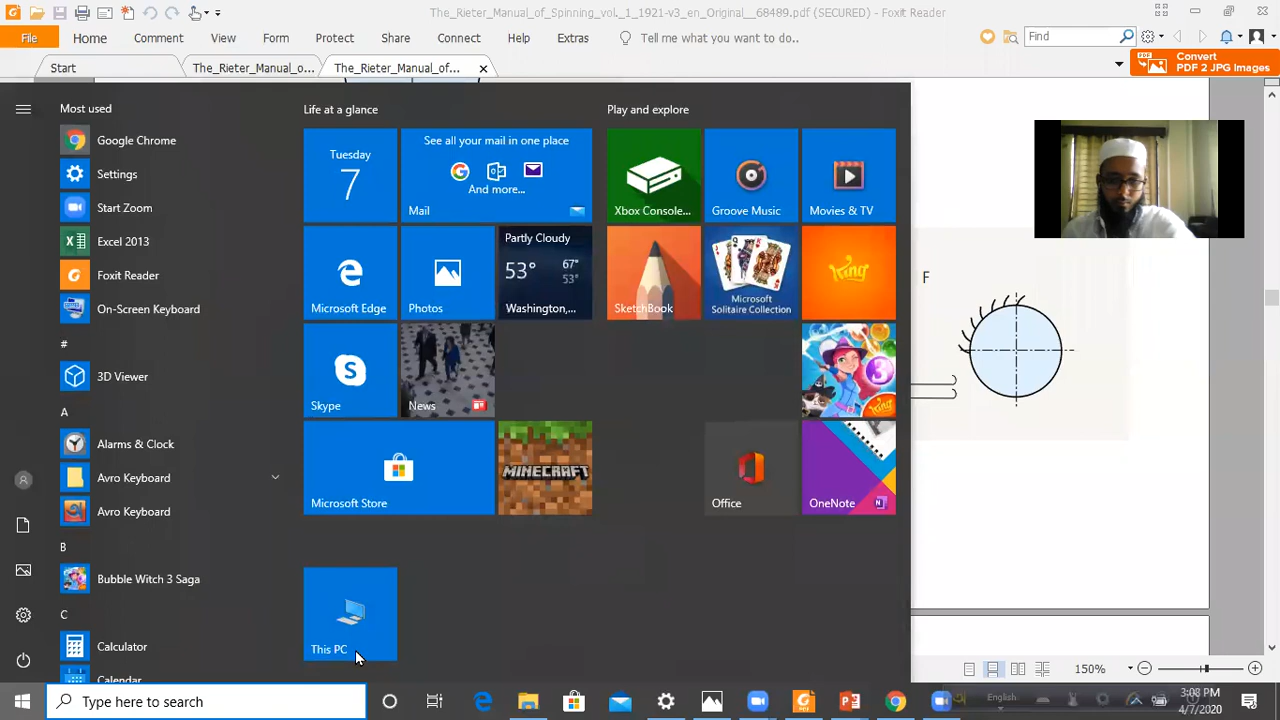 The_Rieter_Manual_of_Spinning_vol._1_1921-v3_en_Original__68489.pdf (SECURED) - Foxit Reader
File
Home
Comment
View
Form
Protect
Share
Connect
Help
Extras
Tell me what you want to do..
Find
Start
The_Rieter_Manual_o...
The_Rieter_Manual_of...
Convert
PDF 2 JPG Images
Most used
Google Chrome
Settings
Start Zoom
Excel 2013
Foxit Reader
On-Screen Keyboard
#
3D Viewer
A
Alarms & Clock
Avro Keyboard
Avro Keyboard
B
Bubble Witch 3 Saga
C
Calculator
Calendar
Life at a glance
Tuesday
7
See all your mail in one place
And more...
Mail
Microsoft Edge
Photos
Partly Cloudy
53°
67°
53°
Washington,...
Skype
News
Microsoft Store
MINECRAFT
This PC
Play and explore
Xbox Console...
Groove Music
Movies & TV
SketchBook
Microsoft
Solitaire Collection
King
3
King
Office
OneNote
F
150%
Type here to search
English
3:08 PM
4/7/2020